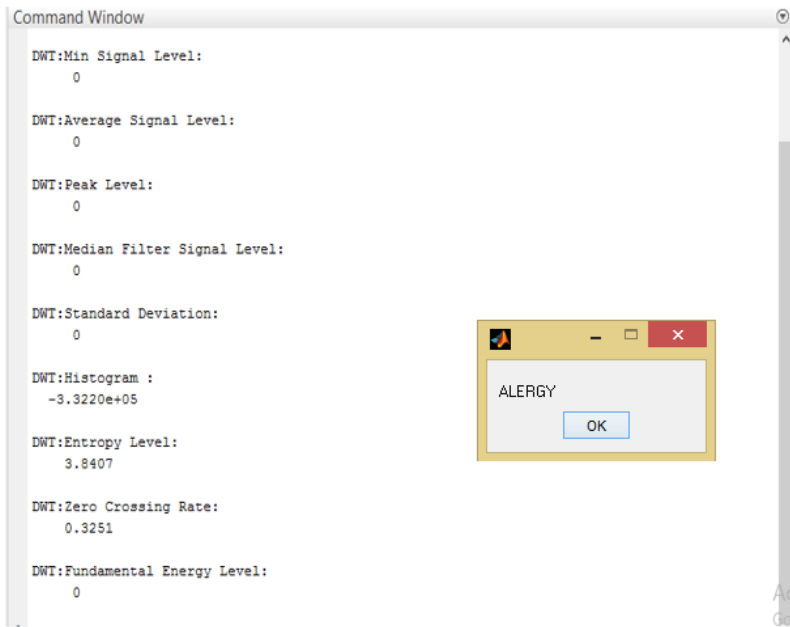 Command Window
DWT:Min Signal Level:
0
DWT:Average Signal Level:
0
DWT:Peak Level:
0
DWT:Median Filter Signal Level:
0
DWT:Standard Deviation:
0
DWT:Histogram :
-3.3220e+05
DWT:Entropy Level:
3.8407
DWT:Zero Crossing Rate:
0.3251
DWT:Fundamental Energy Level:
0
ALERGY
OK